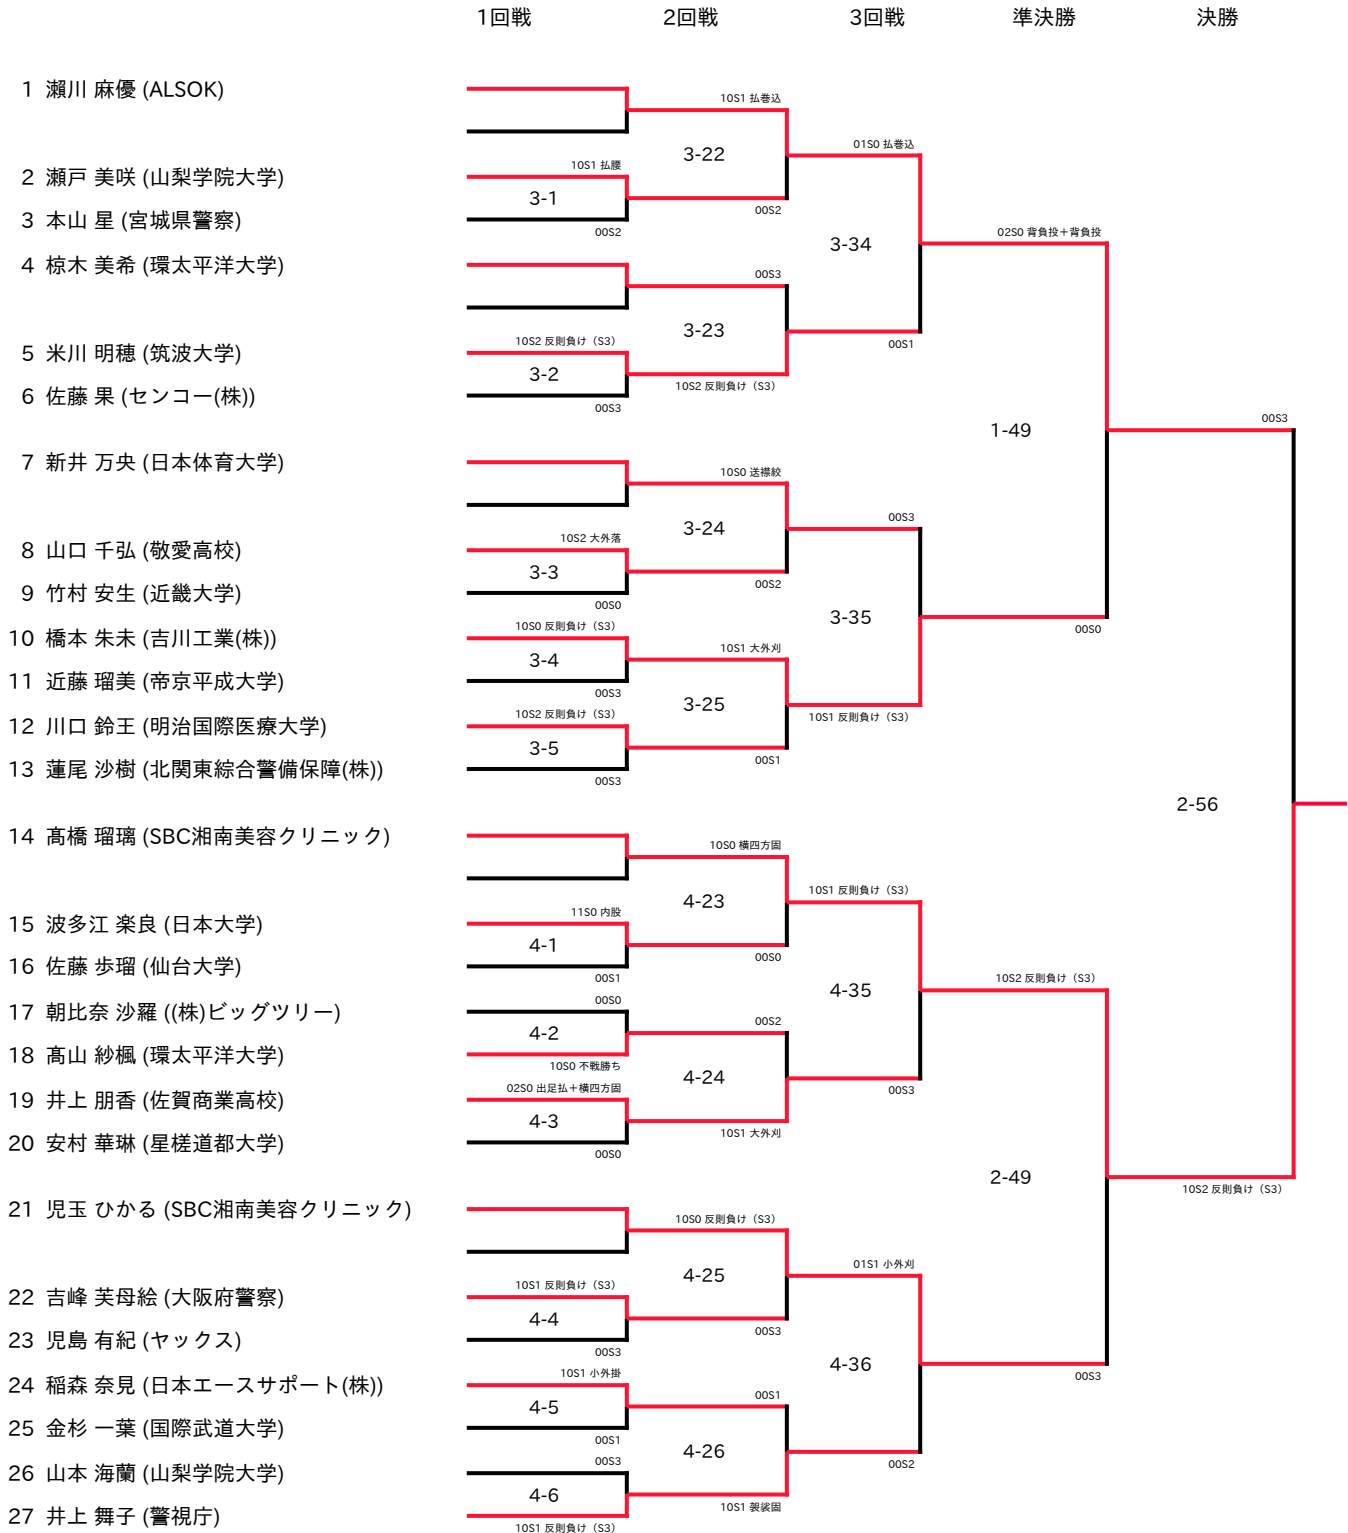 1回戦 2回戦 3回戦 準決勝 決勝
1 瀨川 麻優 (ALSOK)
10S1 払巻込
3-22
01S0 払巻込
10S1 払腰
2 瀬戸 美咲 (山梨学院大学)
3-1
00S2
3 本山 星 (宮城県警察)
00S2
02S0 背負投+背負投
3-34
4 椋木 美希 (環太平洋大学)
00S3
3-23
00S1
10S2 反則負け（S3）
5 米川 明穂 (筑波大学)
3-2
10S2 反則負け（S3）
6 佐藤 果 (センコー(株))
00S3
00S3
1-49
7 新井 万央 (日本体育大学)
10S0 送襟絞
00S3
3-24
10S2 大外落
8 山口 千弘 (敬愛高校)
3-3
00S2
9 竹村 安生 (近畿大学)
00S0
3-35
00S0
10S0 反則負け（S3）
10 橋本 朱未 (吉川工業(株))
10S1 大外刈
3-4
11 近藤 瑠美 (帝京平成大学)
00S3
3-25
10S1 反則負け（S3）
10S2 反則負け（S3）
12 川口 鈴王 (明治国際医療大学)
3-5
00S1
13 蓮尾 沙樹 (北関東綜合警備保障(株))
00S3
2-56
14 髙橋 瑠璃 (SBC湘南美容クリニック)
10S0 横四方固
10S1 反則負け（S3）
4-23
11S0 内股
15 波多江 楽良 (日本大学)
4-1
00S0
16 佐藤 歩瑠 (仙台大学)
00S1
10S2 反則負け（S3）
4-35
00S0
17 朝比奈 沙羅 ((株)ビッグツリー)
00S2
4-2
18 髙山 紗楓 (環太平洋大学)
10S0 不戦勝ち
4-24
00S3
02S0 出足払+横四方固
19 井上 朋香 (佐賀商業高校)
4-3
10S1 大外刈
20 安村 華琳 (星槎道都大学)
00S0
2-49
10S2 反則負け（S3）
21 児玉 ひかる (SBC湘南美容クリニック)
10S0 反則負け（S3）
01S1 小外刈
4-25
10S1 反則負け（S3）
22 吉峰 芙母絵 (大阪府警察)
4-4
00S3
23 児島 有紀 (ヤックス)
00S3
4-36
00S3
10S1 小外掛
24 稲森 奈見 (日本エースサポート(株))
00S1
4-5
25 金杉 一葉 (国際武道大学)
00S1
4-26
00S2
00S3
26 山本 海蘭 (山梨学院大学)
4-6
10S1 袈裟固
27 井上 舞子 (警視庁)
10S1 反則負け（S3）